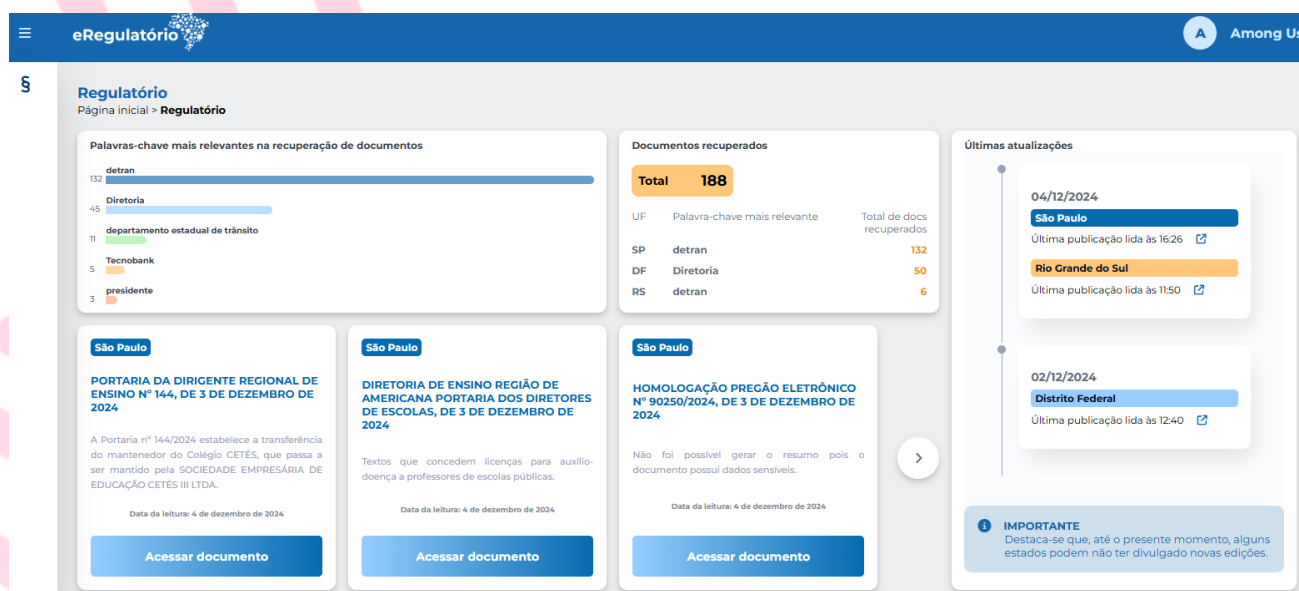 eRegulatório
A
Among Us
§
Regulatório
Página inicial > Regulatório
Palavras-chave mais relevantes na recuperação de documentos
detran
132
Diretoria
45
departamento estadual de trânsito
11
Tecnobank
5
presidente
3
Documentos recuperados
Total 188
UF Palavra-chave mais relevante Total de docs
recuperados
SP detran 132
DF Diretoria 50
RS detran 6
Últimas atualizações
04/12/2024
São Paulo
Última publicação lida às 16:26
Rio Grande do Sul
Última publicação lida às 11:50
02/12/2024
Distrito Federal
Última publicação lida às 12:40
IMPORTANTE
Destaca-se que, até o presente momento, alguns
estados podem não ter divulgado novas edições.
São Paulo
PORTARIA DA DIRIGENTE REGIONAL DE
ENSINO Nº 144, DE 3 DE DEZEMBRO DE
2024
A Portaria nº 144/2024 estabelece a transferência
do mantenedor do Colégio CETÉS, que passa a
ser mantido pela SOCIEDADE EMPRESÁRIA DE
EDUCAÇÃO CETÉS III LTDA.
Data da leitura: 4 de dezembro de 2024
Acessar documento
São Paulo
DIRETORIA DE ENSINO REGIÃO DE
AMERICANA PORTARIA DOS DIRETORES
DE ESCOLAS, DE 3 DE DEZEMBRO DE
2024
Textos que concedem licenças para auxílio-
doença a professores de escolas públicas.
Data da leitura: 4 de dezembro de 2024
Acessar documento
São Paulo
HOMOLOGAÇÃO PREGÃO ELETRÔNICO
Nº 90250/2024, DE 3 DE DEZEMBRO DE
2024
Não foi possível gerar o resumo pois o
documento possui dados sensíveis.
Data da leitura: 4 de dezembro de 2024
Acessar documento